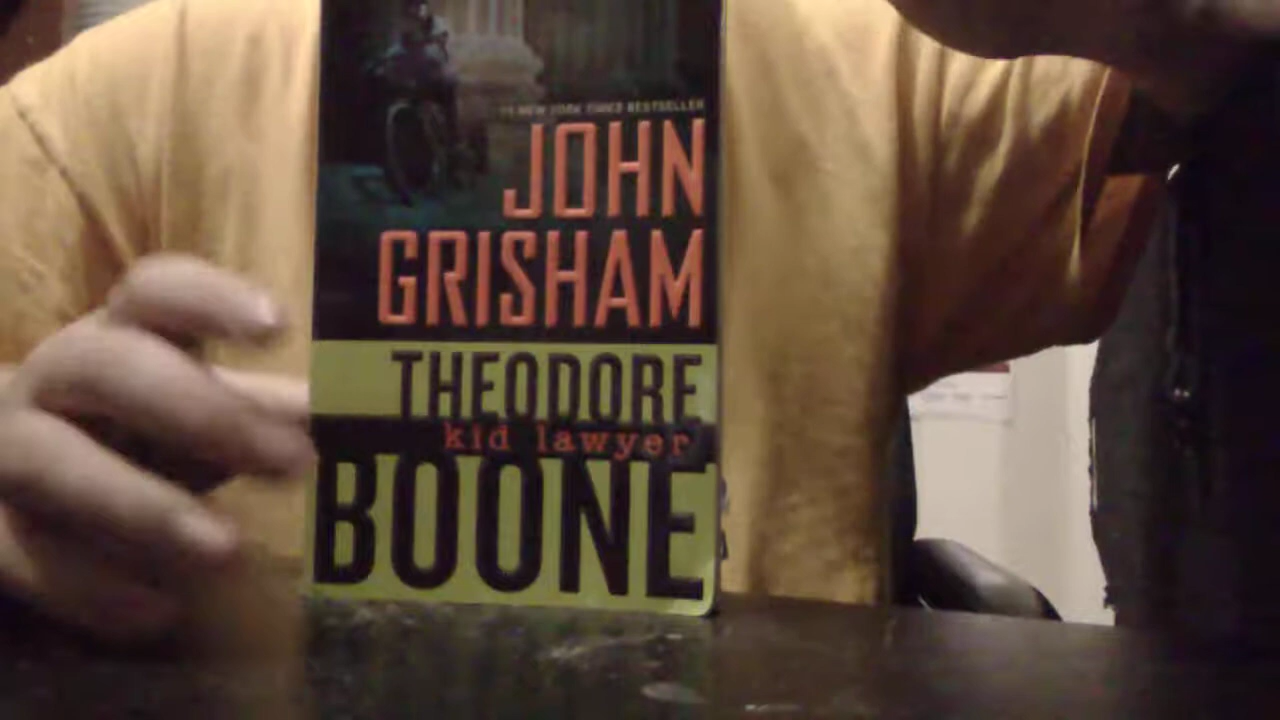 #1 NEW YORK TIMES BESTSELLER
JOHN
GRISHAM
THEODORE
kid lawyer
BOONE